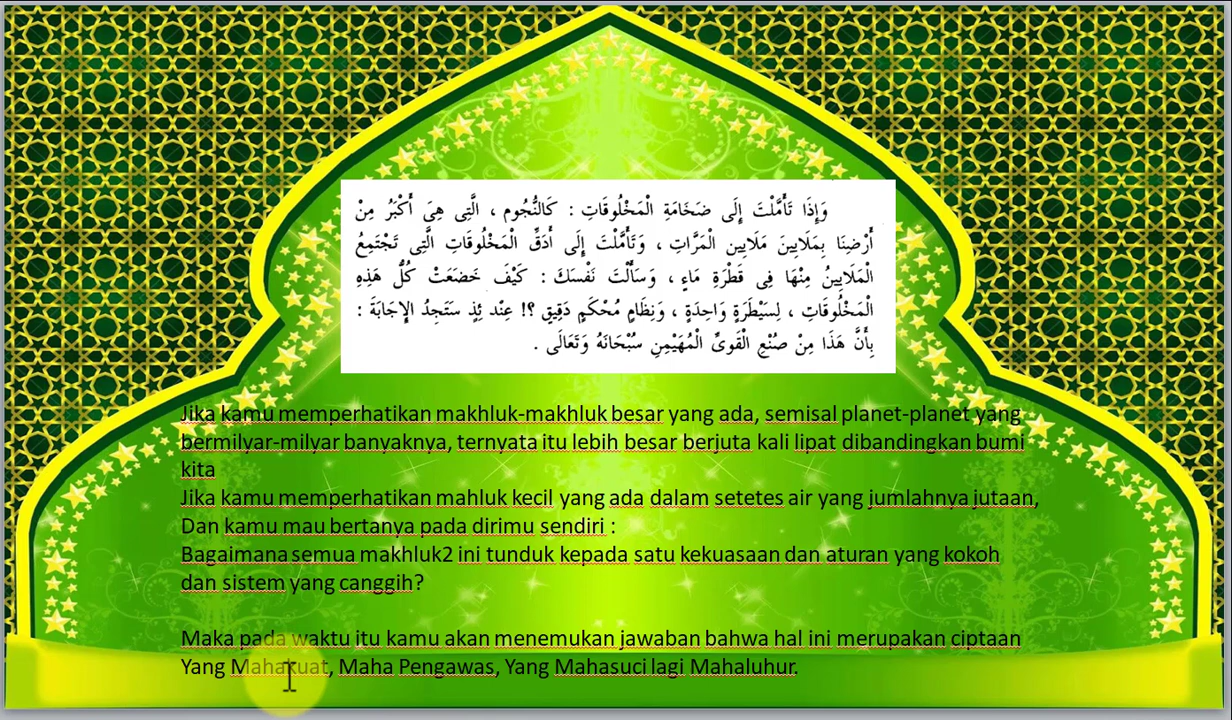 وَإِذَا تَأَمَّلْتَ إِلَى ضَخَامَةِ الْمَخْلُوقَاتِ : كَالنُّجُومِ ، الَّتِى هِىَ أَكْبَرُ مِنْ
أَرْضِنَا بِمَلَايِينَ مَلَايِينِ الْمَرَّاتِ ، وَتَأَمَّلْتَ إِلَى أَدَقِّ الْمَخْلُوقَاتِ الَّتِى تَجْتَمِعُ
الْمَلَايِينُ مِنْهَا فِى قَطْرَةِ مَاءٍ ، وَسَأَلْتَ نَفْسَكَ : كَيْفَ خَضَعَتْ كُلُّ هَذِهِ
الْمَخْلُوقَاتِ ، لِسَيْطَرَةٍ وَاحِدَةٍ ، وَنِظَامٍ مُحْكَمٍ دَقِيقٍ ؟! عِنْدَ ئِذٍ سَتَجِدُ الإِجَابَةَ :
بِأَنَّ هَذَا مِنْ صُنْعِ الْقَوِىِّ الْمُهَيْمِنِ سُبْحَانَهُ وَتَعَالَى .
Jika kamu memperhatikan makhluk-makhluk besar yang ada, semisal planet-planet yang
bermilyar-milyar banyaknya, ternyata itu lebih besar berjuta kali lipat dibandingkan bumi
kita
Jika kamu memperhatikan mahluk kecil yang ada dalam setetes air yang jumlahnya jutaan,
Dan kamu mau bertanya pada dirimu sendiri :
Bagaimana semua makhluk2 ini tunduk kepada satu kekuasaan dan aturan yang kokoh
dan sistem yang canggih?
Maka pada waktu itu kamu akan menemukan jawaban bahwa hal ini merupakan ciptaan
Yang Mahakuat, Maha Pengawas, Yang Mahasuci lagi Mahaluhur.